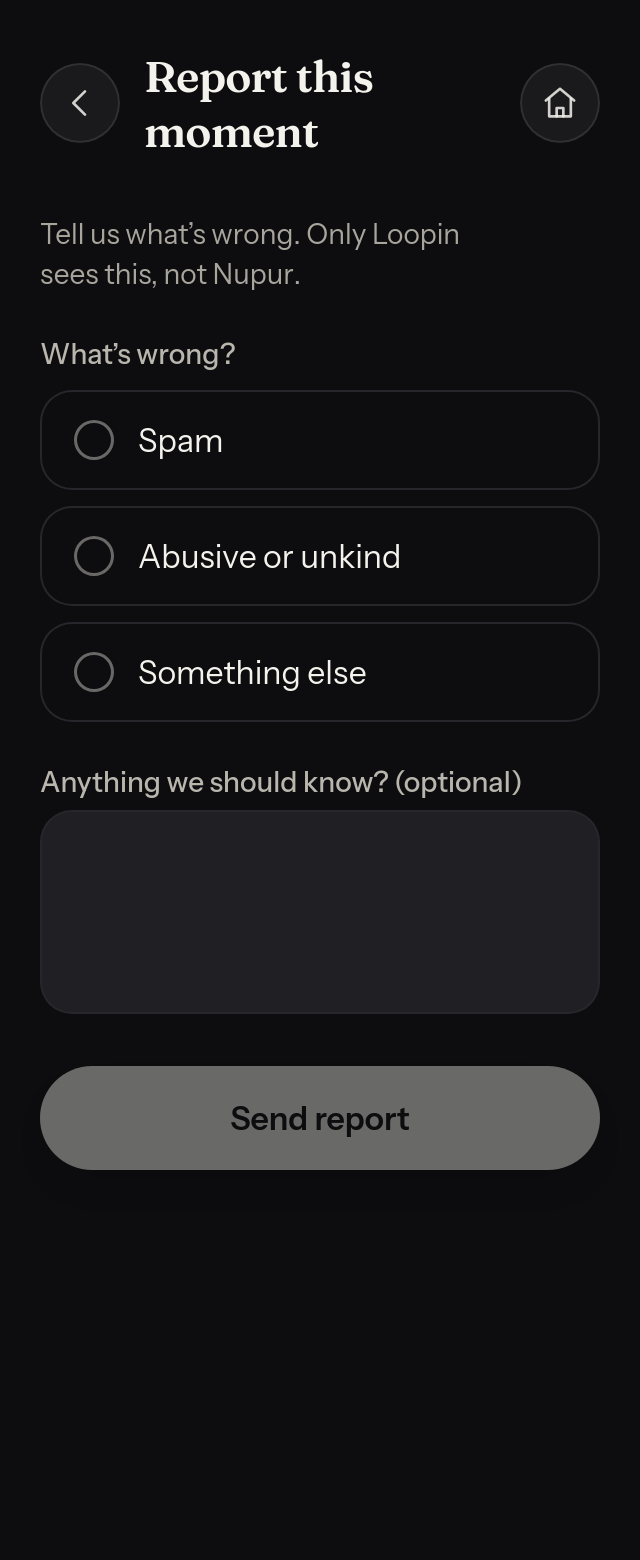 Report this
moment
Tell us what’s wrong. Only Loopin
sees this, not Nupur.
What’s wrong?
Spam
Abusive or unkind
Something else
Anything we should know? (optional)
Send report